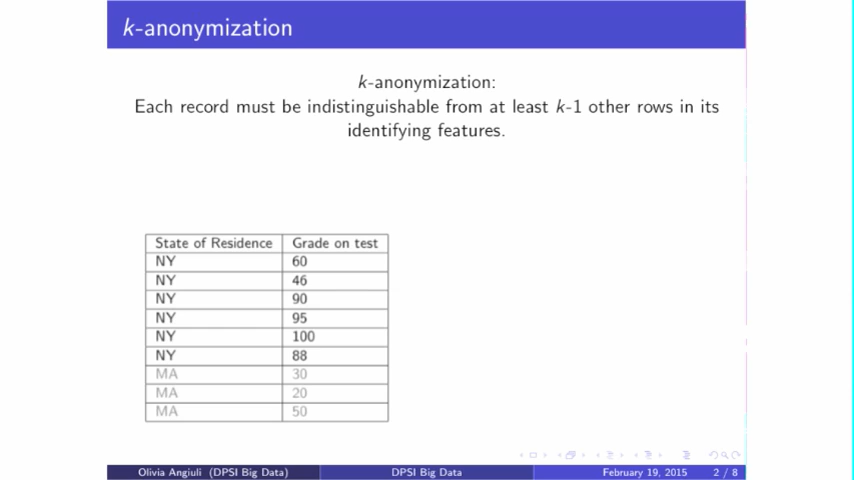 k-anonymization
k-anonymization:
Each record must be indistinguishable from at least k-1 other rows in its
identifying features.
State of Residence Grade on test
NY 60
NY 46
NY 90
NY 95
NY 100
NY 88
MA 30
MA 20
MA 50
Olivia Angiuli (DPSI Big Data) DPSI Big Data February 19, 2015 2 / 8